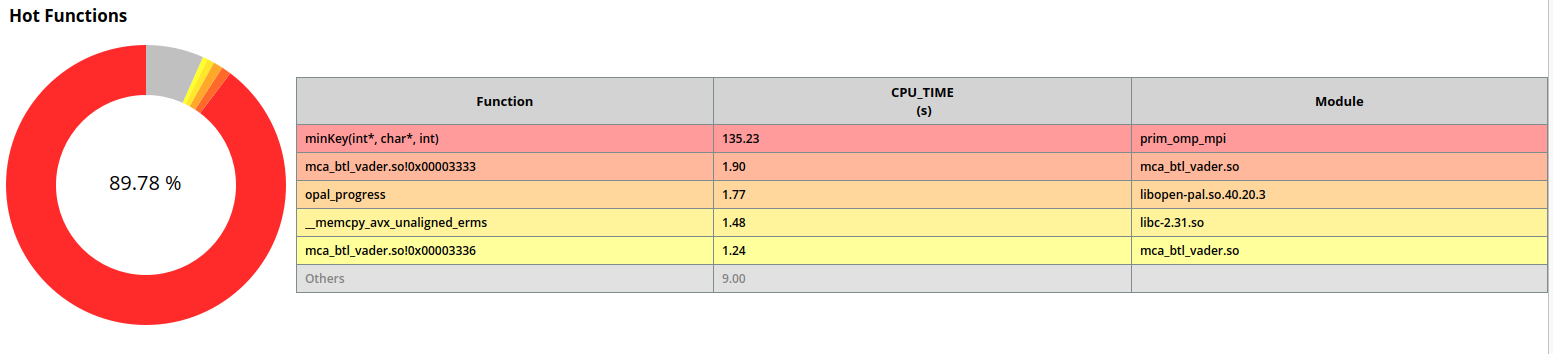 Hot Functions
89.78 %
Function CPU_TIME (s) Module
minKey(int*, char*, int) 135.23 prim_omp_mpi
mca_btl_vader.so!0x00003333 1.90 mca_btl_vader.so
opal_progress 1.77 libopen-pal.so.40.20.3
__memcpy_avx_unaligned_erms 1.48 libc-2.31.so
mca_btl_vader.so!0x00003336 1.24 mca_btl_vader.so
Others 9.00